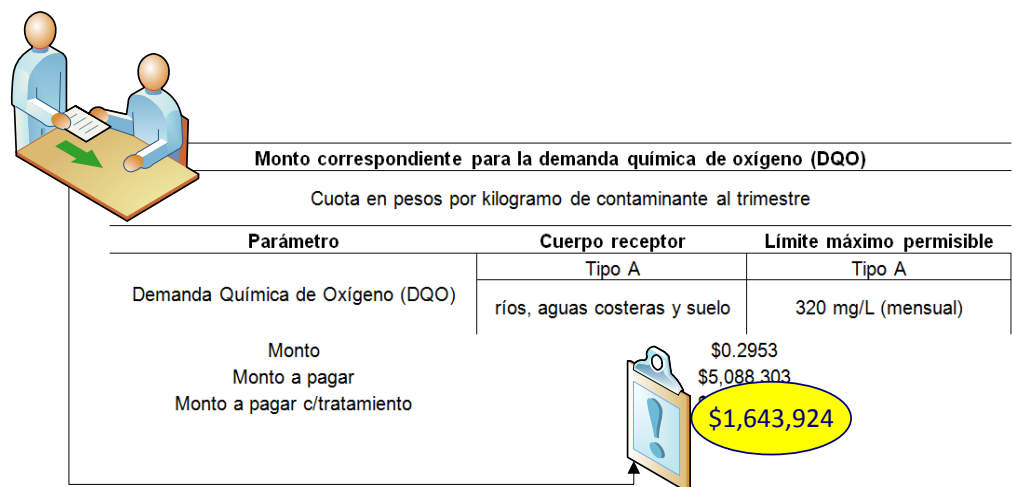 Monto correspondiente para la demanda química de oxígeno (DQO)
Cuota en pesos por kilogramo de contaminante al trimestre
Parámetro Cuerpo receptor Límite máximo permisible
Tipo A Tipo A
Demanda Química de Oxígeno (DQO) ríos, aguas costeras y suelo 320 mg/L (mensual)
Monto $0.2953
Monto a pagar $5,088,303
Monto a pagar c/tratamiento $1,643,924